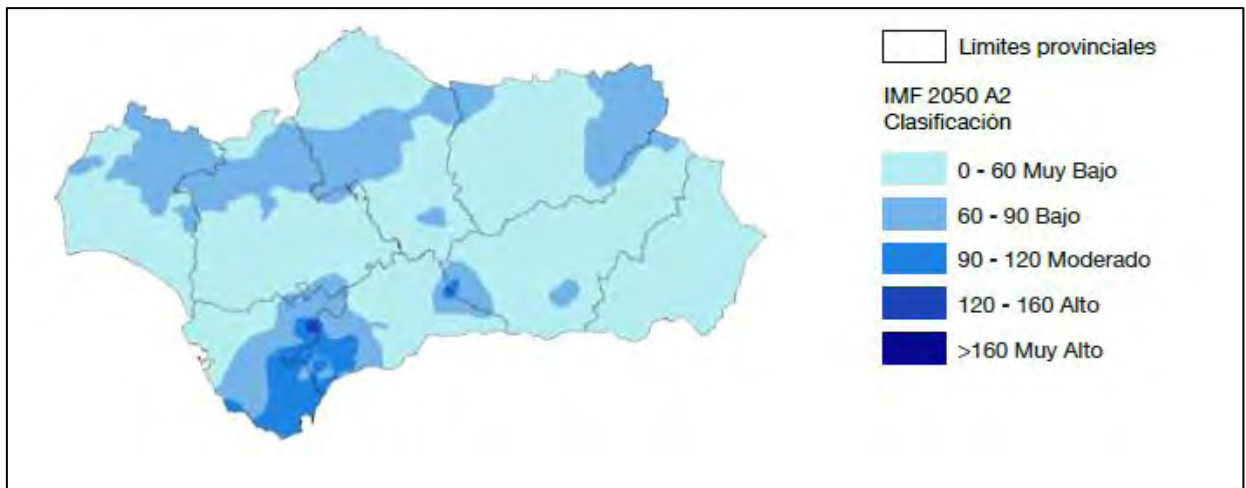 Limites provinciales
IMF 2050 A2
Clasificación
0 - 60 Muy Bajo
60 - 90 Bajo
90 - 120 Moderado
120 - 160 Alto
>160 Muy Alto